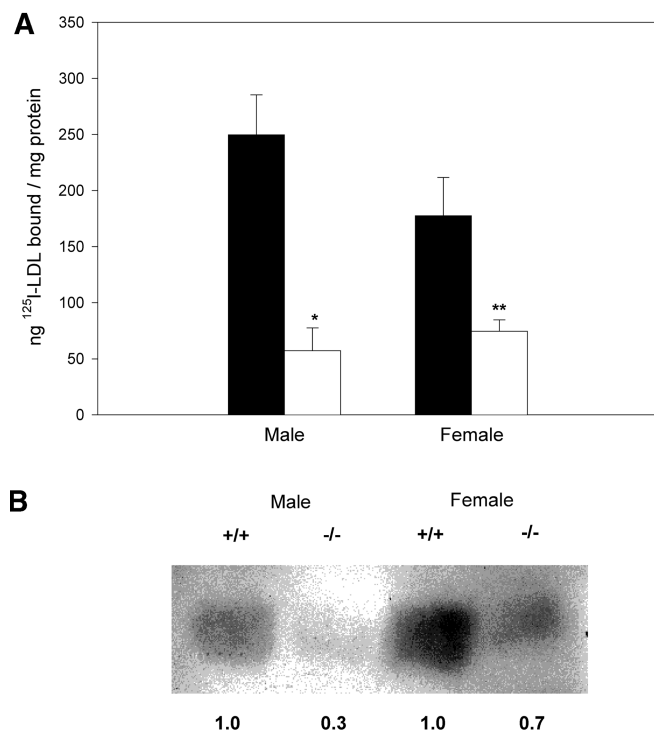 A
350
300
250
200
150
100
50
0
ng ¹²⁵I-LDL bound / mg protein
*
**
Male Female
B
Male Female
+/+ -/- +/+ -/-
1.0 0.3 1.0 0.7